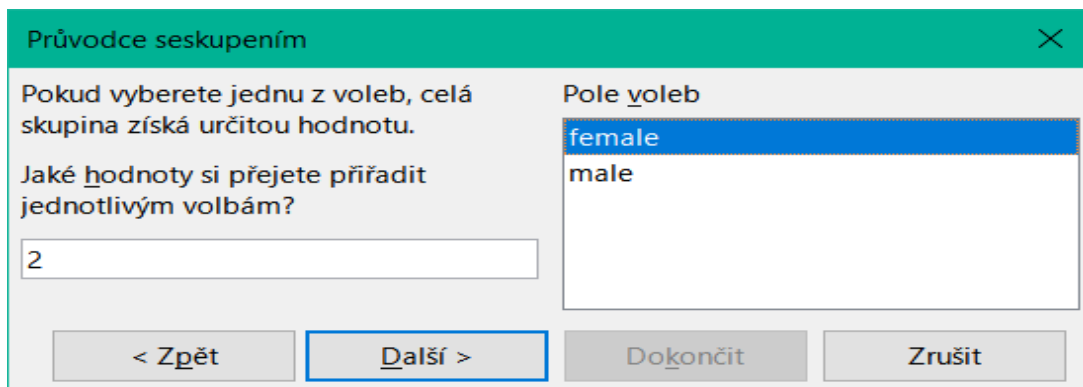 Průvodce seskupením
Pokud vyberete jednu z voleb, celá
skupina získá určitou hodnotu.
Jaké hodnoty si přejete přiřadit
jednotlivým volbám?
2
Pole voleb
female
male
< Zpět
Další >
Dokončit
Zrušit